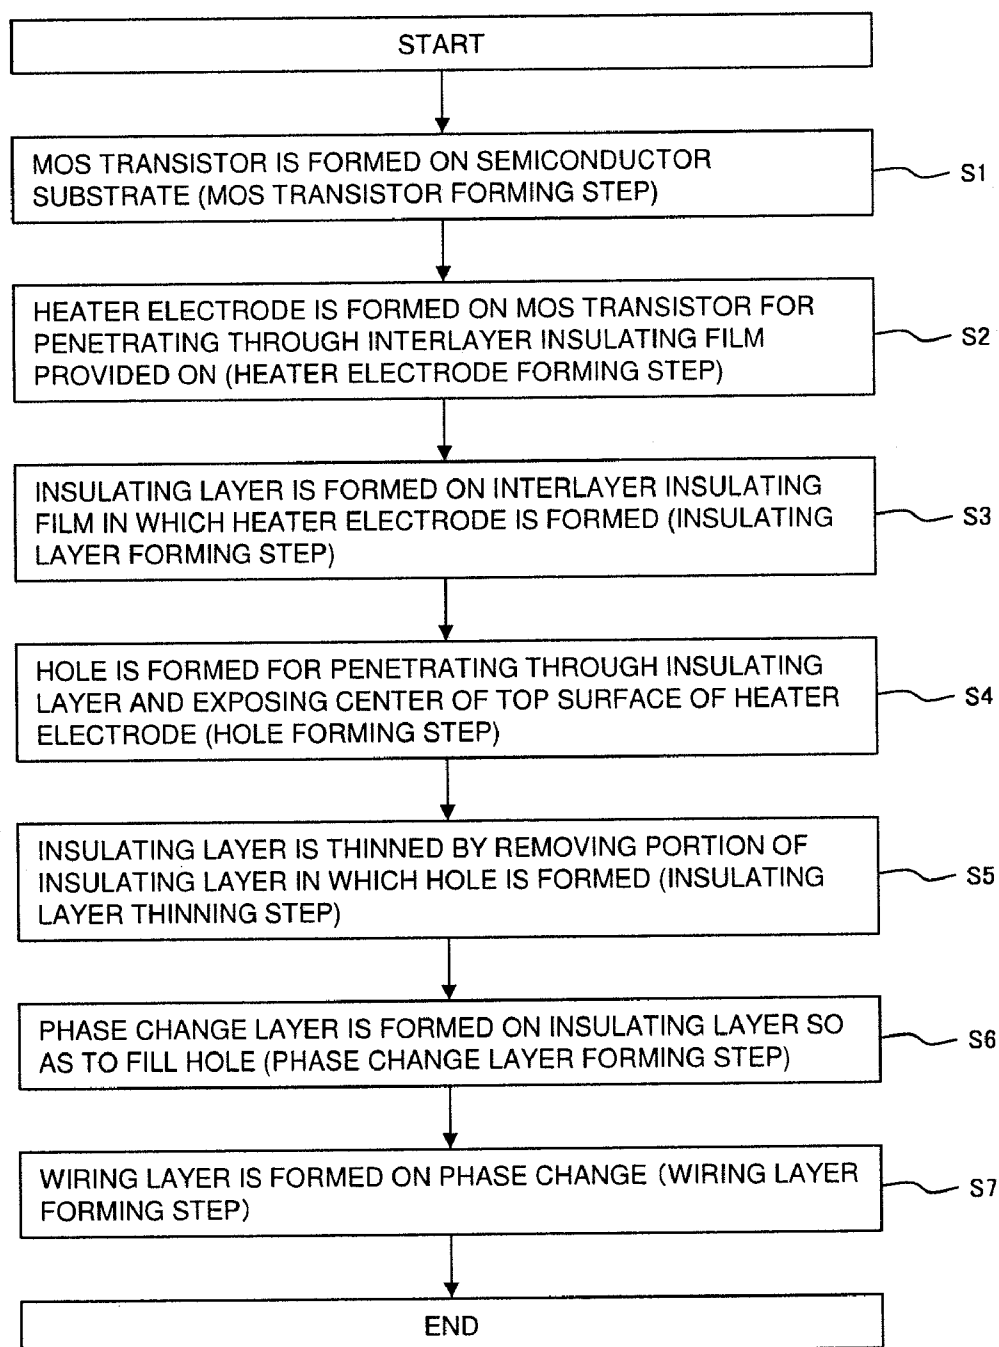 START
MOS TRANSISTOR IS FORMED ON SEMICONDUCTOR
SUBSTRATE (MOS TRANSISTOR FORMING STEP)
S1
HEATER ELECTRODE IS FORMED ON MOS TRANSISTOR FOR
PENETRATING THROUGH INTERLAYER INSULATING FILM
PROVIDED ON (HEATER ELECTRODE FORMING STEP)
S2
INSULATING LAYER IS FORMED ON INTERLAYER INSULATING
FILM IN WHICH HEATER ELECTRODE IS FORMED (INSULATING
LAYER FORMING STEP)
S3
HOLE IS FORMED FOR PENETRATING THROUGH INSULATING
LAYER AND EXPOSING CENTER OF TOP SURFACE OF HEATER
ELECTRODE (HOLE FORMING STEP)
S4
INSULATING LAYER IS THINNED BY REMOVING PORTION OF
INSULATING LAYER IN WHICH HOLE IS FORMED (INSULATING
LAYER THINNING STEP)
S5
PHASE CHANGE LAYER IS FORMED ON INSULATING LAYER SO
AS TO FILL HOLE (PHASE CHANGE LAYER FORMING STEP)
S6
WIRING LAYER IS FORMED ON PHASE CHANGE (WIRING LAYER
FORMING STEP)
S7
END